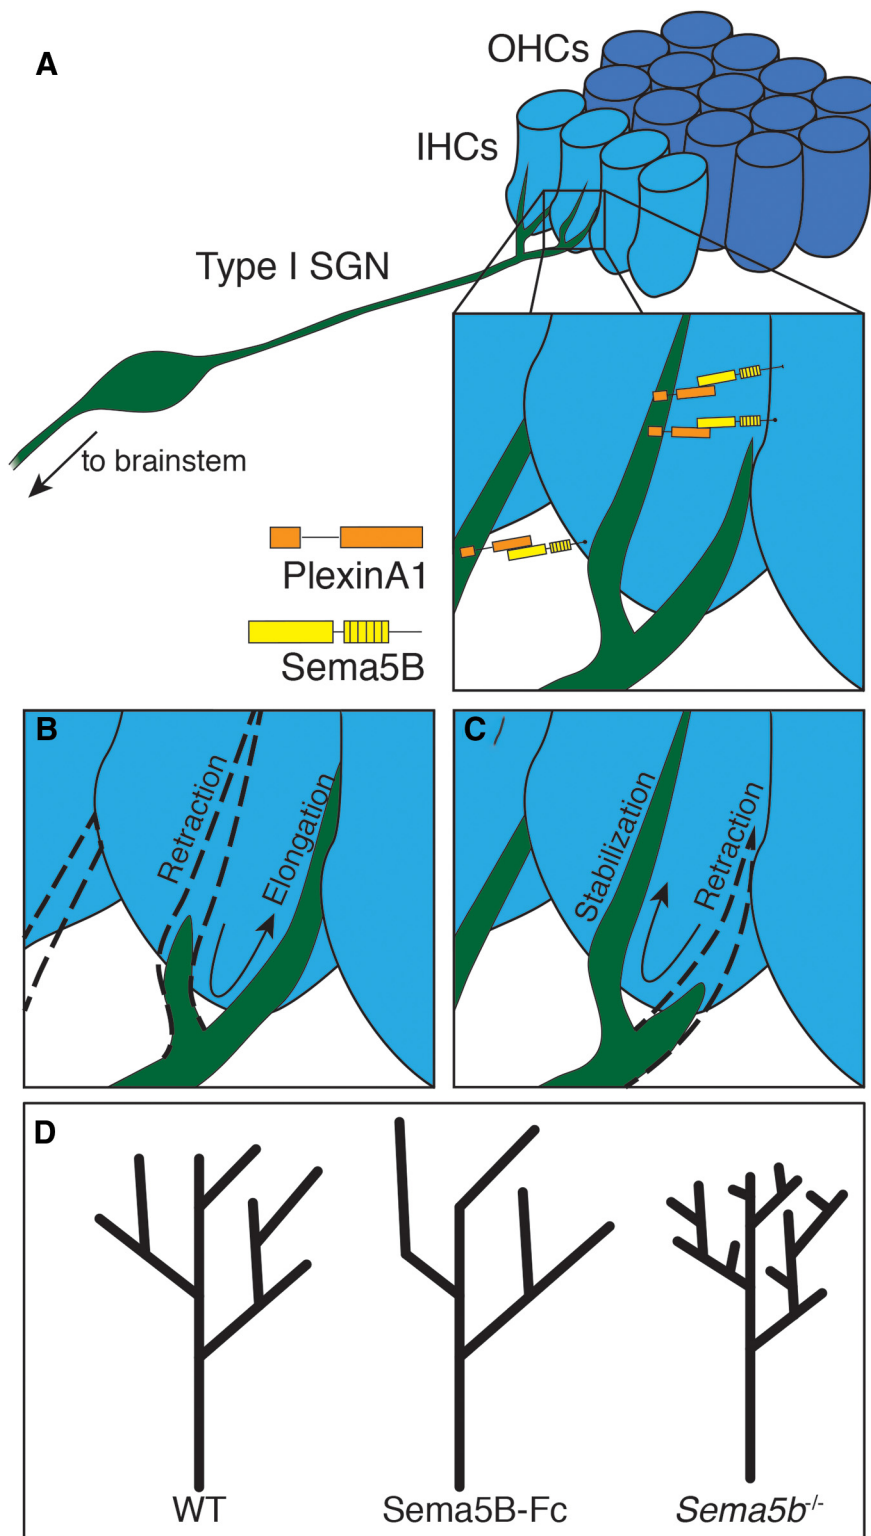 A
OHCs
IHCs
Type I SGN
to brainstem
PlexinA1
Sema5B
B
Retraction
Elongation
C
Stabilization
Retraction
D
WT
Sema5B-Fc
Sema5b-/-